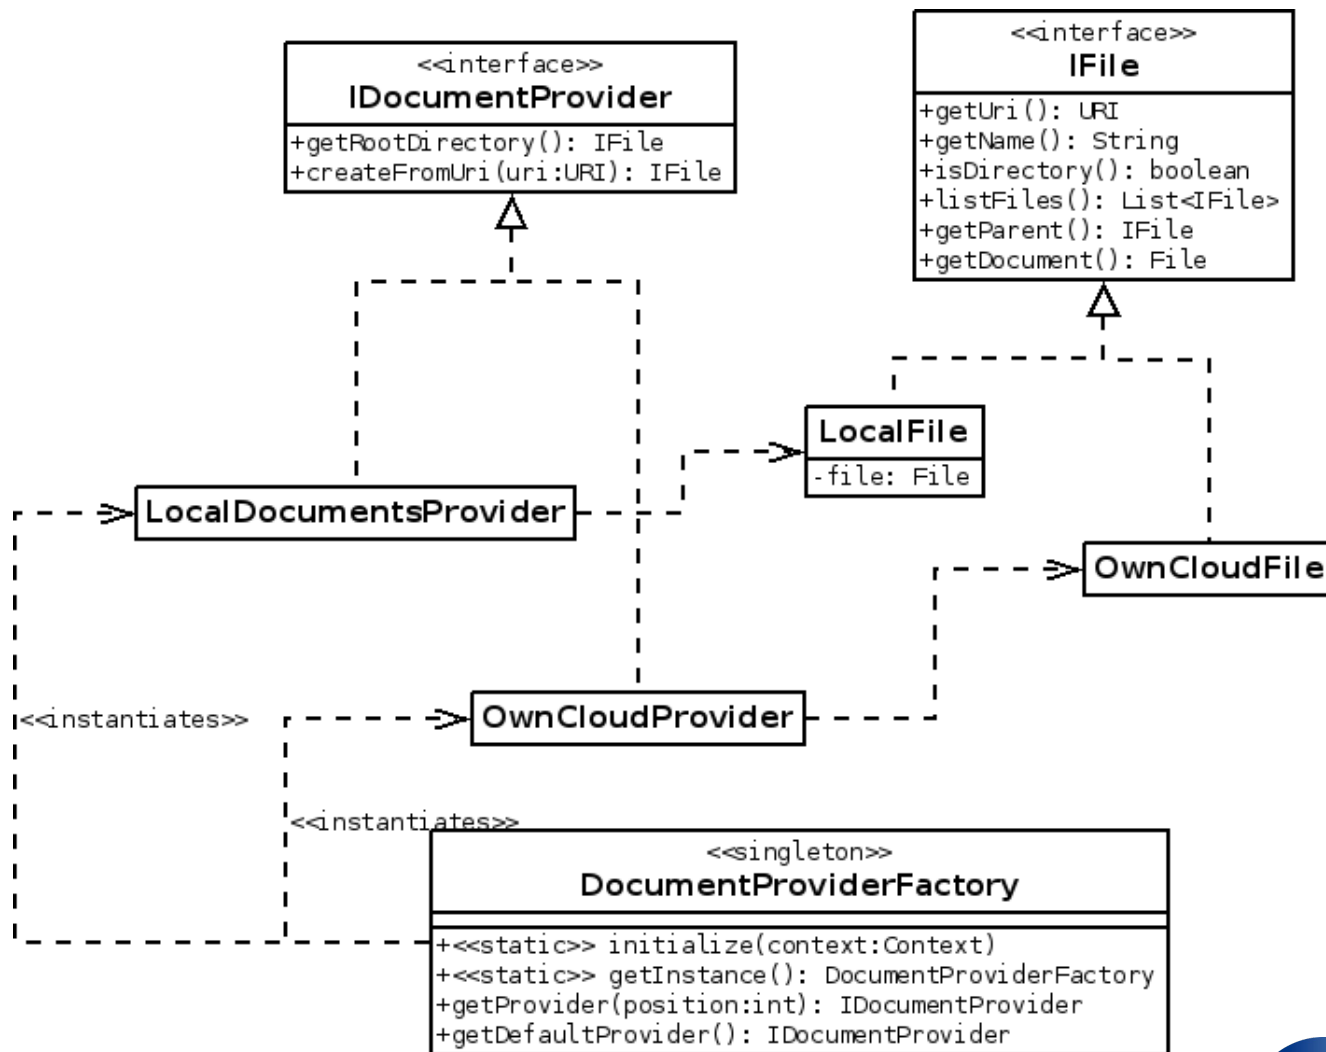 <<interface>>
IDocumentProvider
+getRootDirectory(): IFile
+createFromUri(uri:URI): IFile
<<interface>>
IFile
+getUri(): URI
+getName(): String
+isDirectory(): boolean
+listFiles(): List<IFile>
+getParent(): IFile
+getDocument(): File
LocalFile
-file: File
LocalDocumentsProvider
OwnCloudFile
OwnCloudProvider
<<instantiates>>
<<instantiates>>
<<singleton>>
DocumentProviderFactory
+<<static>> initialize(context:Context)
+<<static>> getInstance(): DocumentProviderFactory
+getProvider(position:int): IDocumentProvider
+getDefaultProvider(): IDocumentProvider